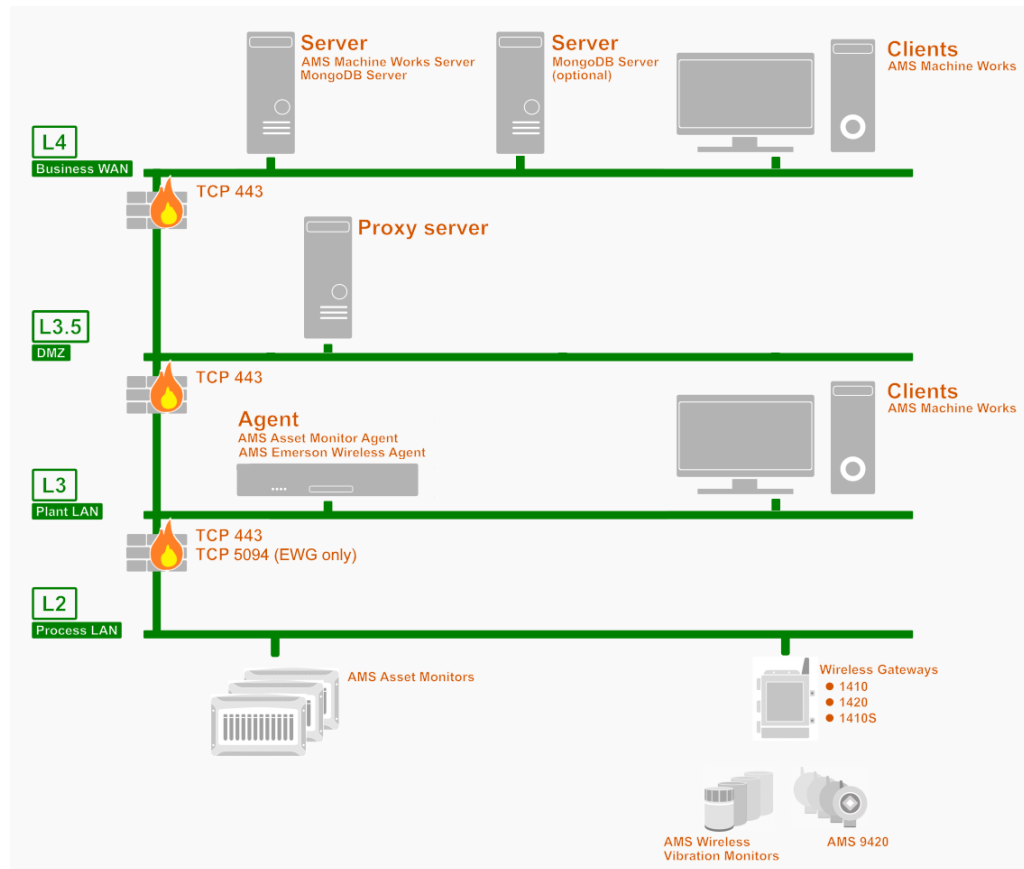 Server
AMS Machine Works Server
MongoDB Server
Server
MongoDB Server
(optional)
Clients
AMS Machine Works
L4
Business WAN
TCP 443
Proxy server
L3.5
DMZ
TCP 443
Clients
AMS Machine Works
Agent
AMS Asset Monitor Agent
AMS Emerson Wireless Agent
L3
Plant LAN
TCP 443
TCP 5094 (EWG only)
L2
Process LAN
AMS Asset Monitors
Wireless Gateways
1410
1420
1410S
AMS Wireless
Vibration Monitors
AMS 9420